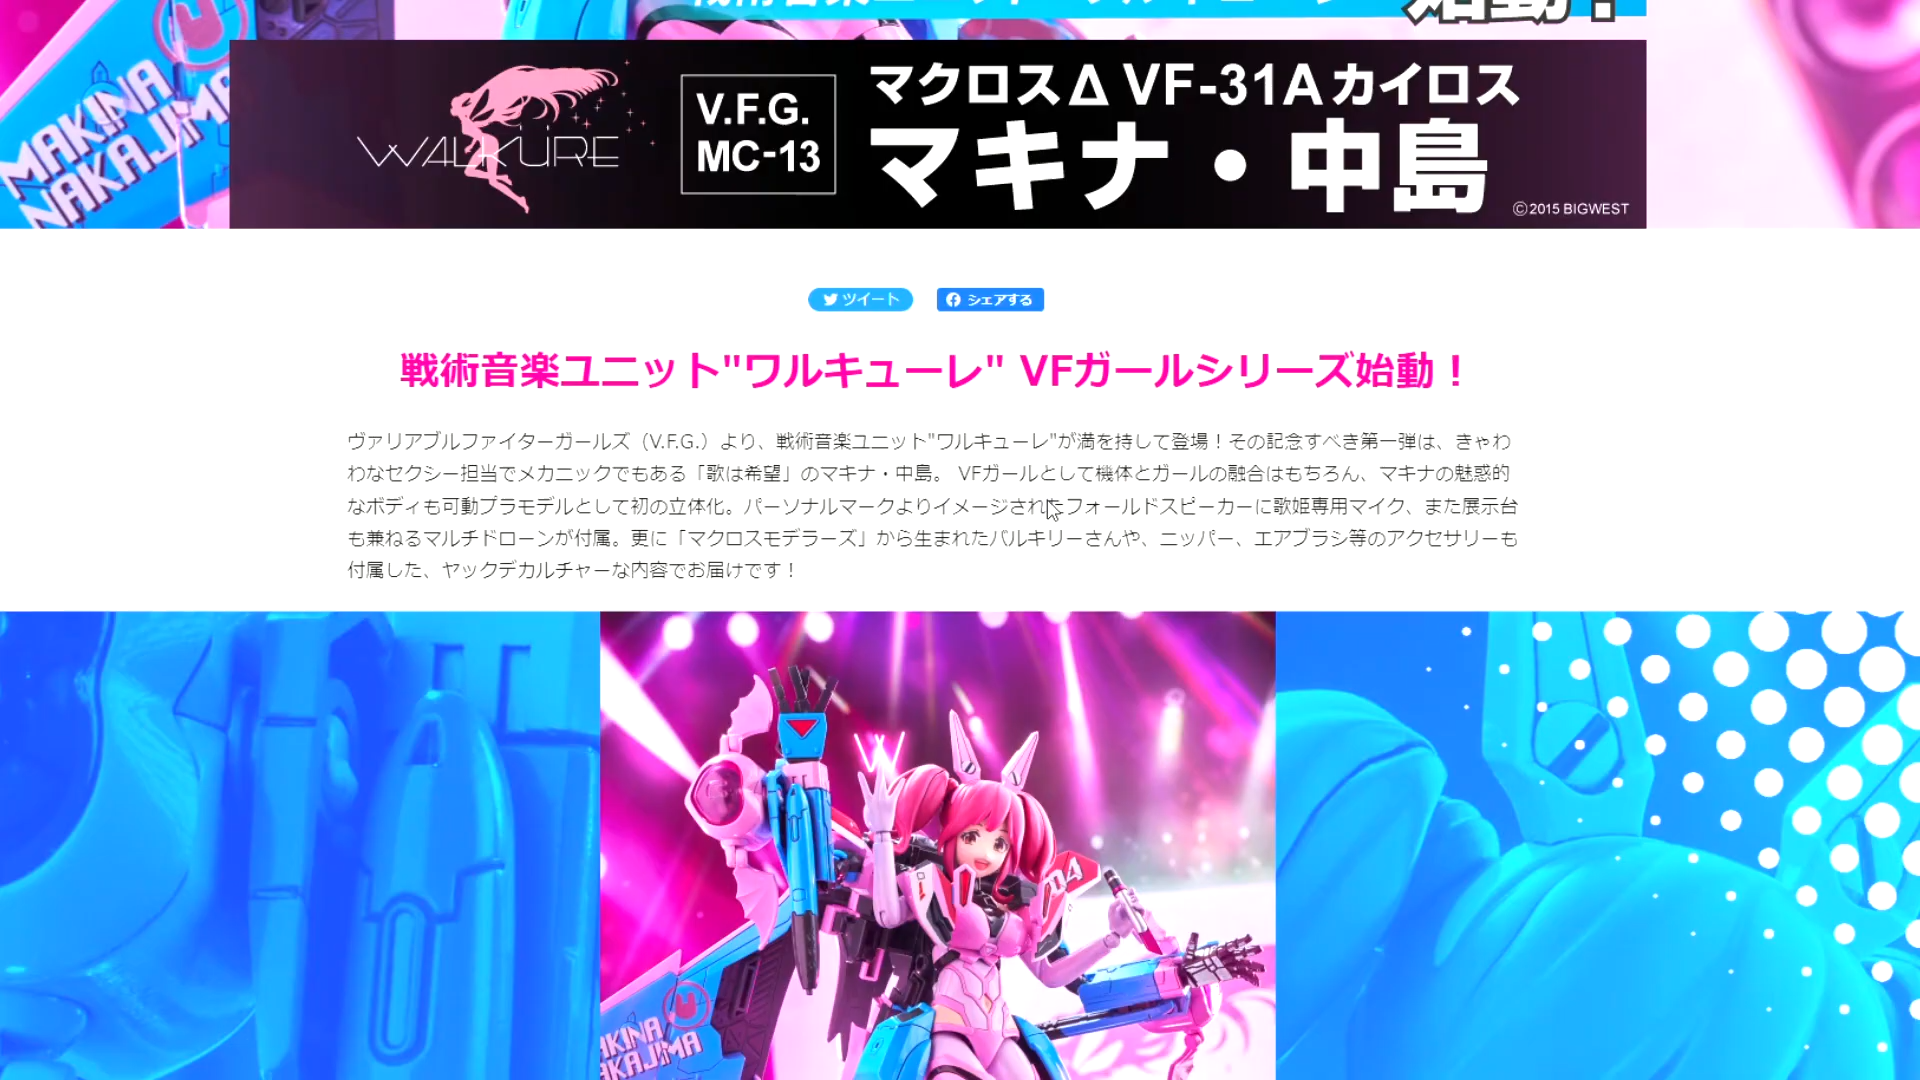 戦術音楽ユニット
始動！
MAKINA
NAKAJIMA
WALKÜRE
V.F.G.
MC-13
マクロスΔ VF-31Aカイロス
マキナ・中島
©2015 BIGWEST
ツイート
シェアする
戦術音楽ユニット"ワルキューレ" VFガールシリーズ始動！
ヴァリアブルファイターガールズ（V.F.G.）より、戦術音楽ユニット"ワルキューレ"が満を持して登場！その記念すべき第一弾は、きゃわ
わなセクシー担当でメカニックでもある「歌は希望」のマキナ・中島。 VFガールとして機体とガールの融合はもちろん、マキナの魅惑的
なボディも可動プラモデルとして初の立体化。パーソナルマークよりイメージされたフォールドスピーカーに歌姫専用マイク、また展示台
も兼ねるマルチドローンが付属。更に「マクロスモデラーズ」から生まれたバルキリーさんや、ニッパー、エアブラシ等のアクセサリーも
付属した、ヤックデカルチャーな内容でお届けです！
AKINA
AKAJIMA